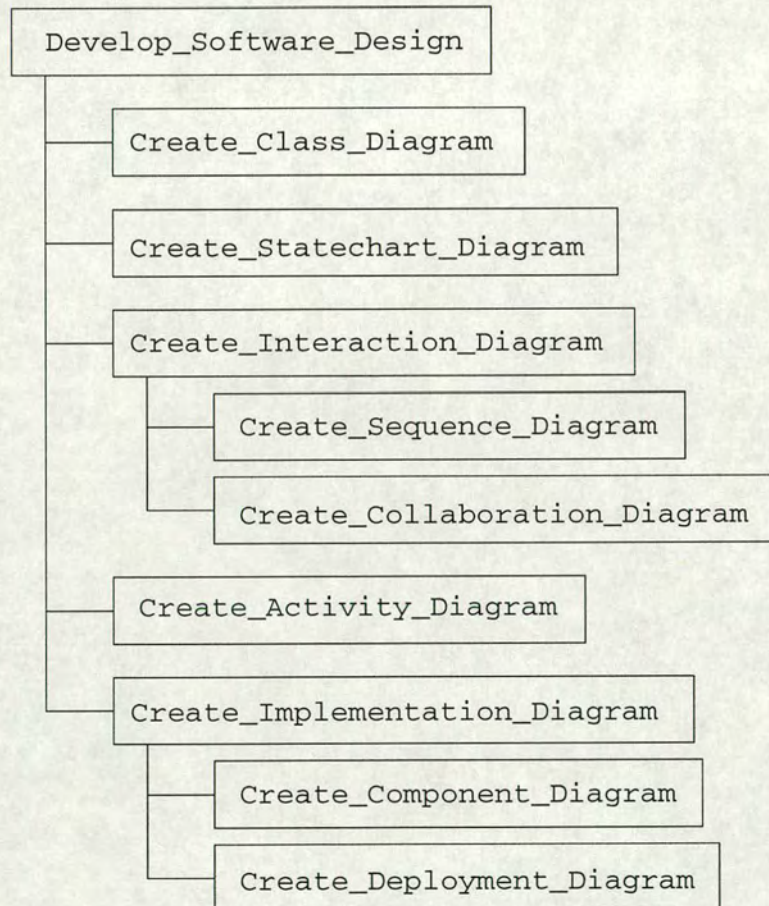 Develop_Software_Design
Create_Class_Diagram
Create_Statechart_Diagram
Create_Interaction_Diagram
Create_Sequence_Diagram
Create_Collaboration_Diagram
Create_Activity_Diagram
Create_Implementation_Diagram
Create_Component_Diagram
Create_Deployment_Diagram